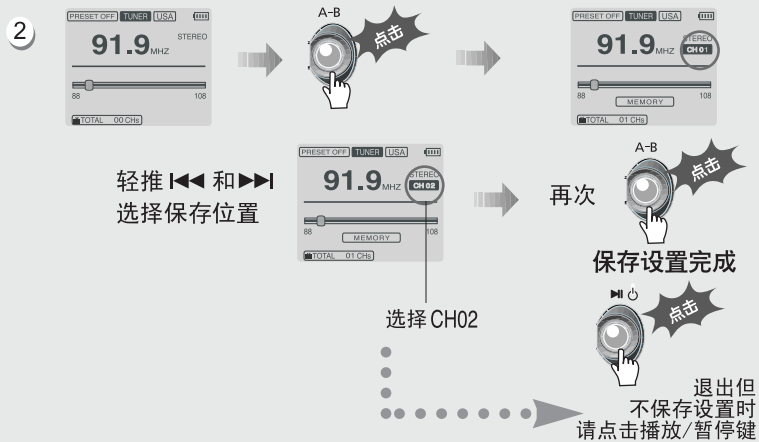 2
PRESET OFF TUNER USA
STEREO
91.9 MHZ
88 108
TOTAL 00 CHs
A-B
点击
PRESET OFF TUNER USA
STEREO
91.9 MHZ CH 01
88 108
MEMORY
TOTAL 01 CHs
轻推 I◀◀ 和▶▶I
选择保存位置
PRESET OFF TUNER USA
STEREO
91.9 MHZ CH 02
88 108
MEMORY
TOTAL 01 CHs
选择CH02
再次
A-B
点击
保存设置完成
点击
退出但
不保存设置时
请点击播放/暂停键